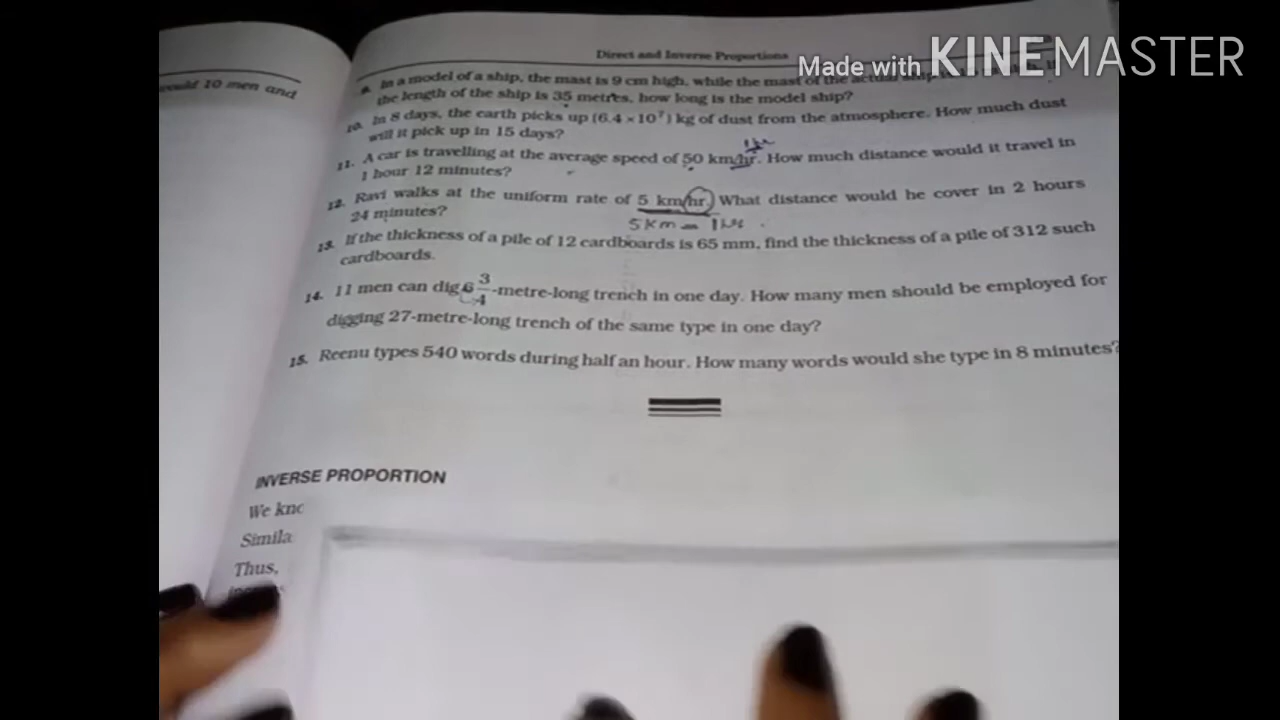 Made with KINEMASTER
Direct and Inverse Proportions
would 10 men and
9. In a model of a ship, the mast is 9 cm high, while the mast of the actual ship
the length of the ship is 35 metres, how long is the model ship?
10. In 8 days, the earth picks up (6.4 × 10⁷) kg of dust from the atmosphere. How much dust
will it pick up in 15 days?
11. A car is travelling at the average speed of 50 km/hr. How much distance would it travel in
1 hour 12 minutes?
12. Ravi walks at the uniform rate of 5 km/hr. What distance would he cover in 2 hours
24 minutes?
5 km = 1 hr
13. If the thickness of a pile of 12 cardboards is 65 mm, find the thickness of a pile of 312 such
cardboards.
14. 11 men can dig 6 3/4-metre-long trench in one day. How many men should be employed for
digging 27-metre-long trench of the same type in one day?
15. Reenu types 540 words during half an hour. How many words would she type in 8 minutes?
INVERSE PROPORTION
We kno
Simila
Thus,